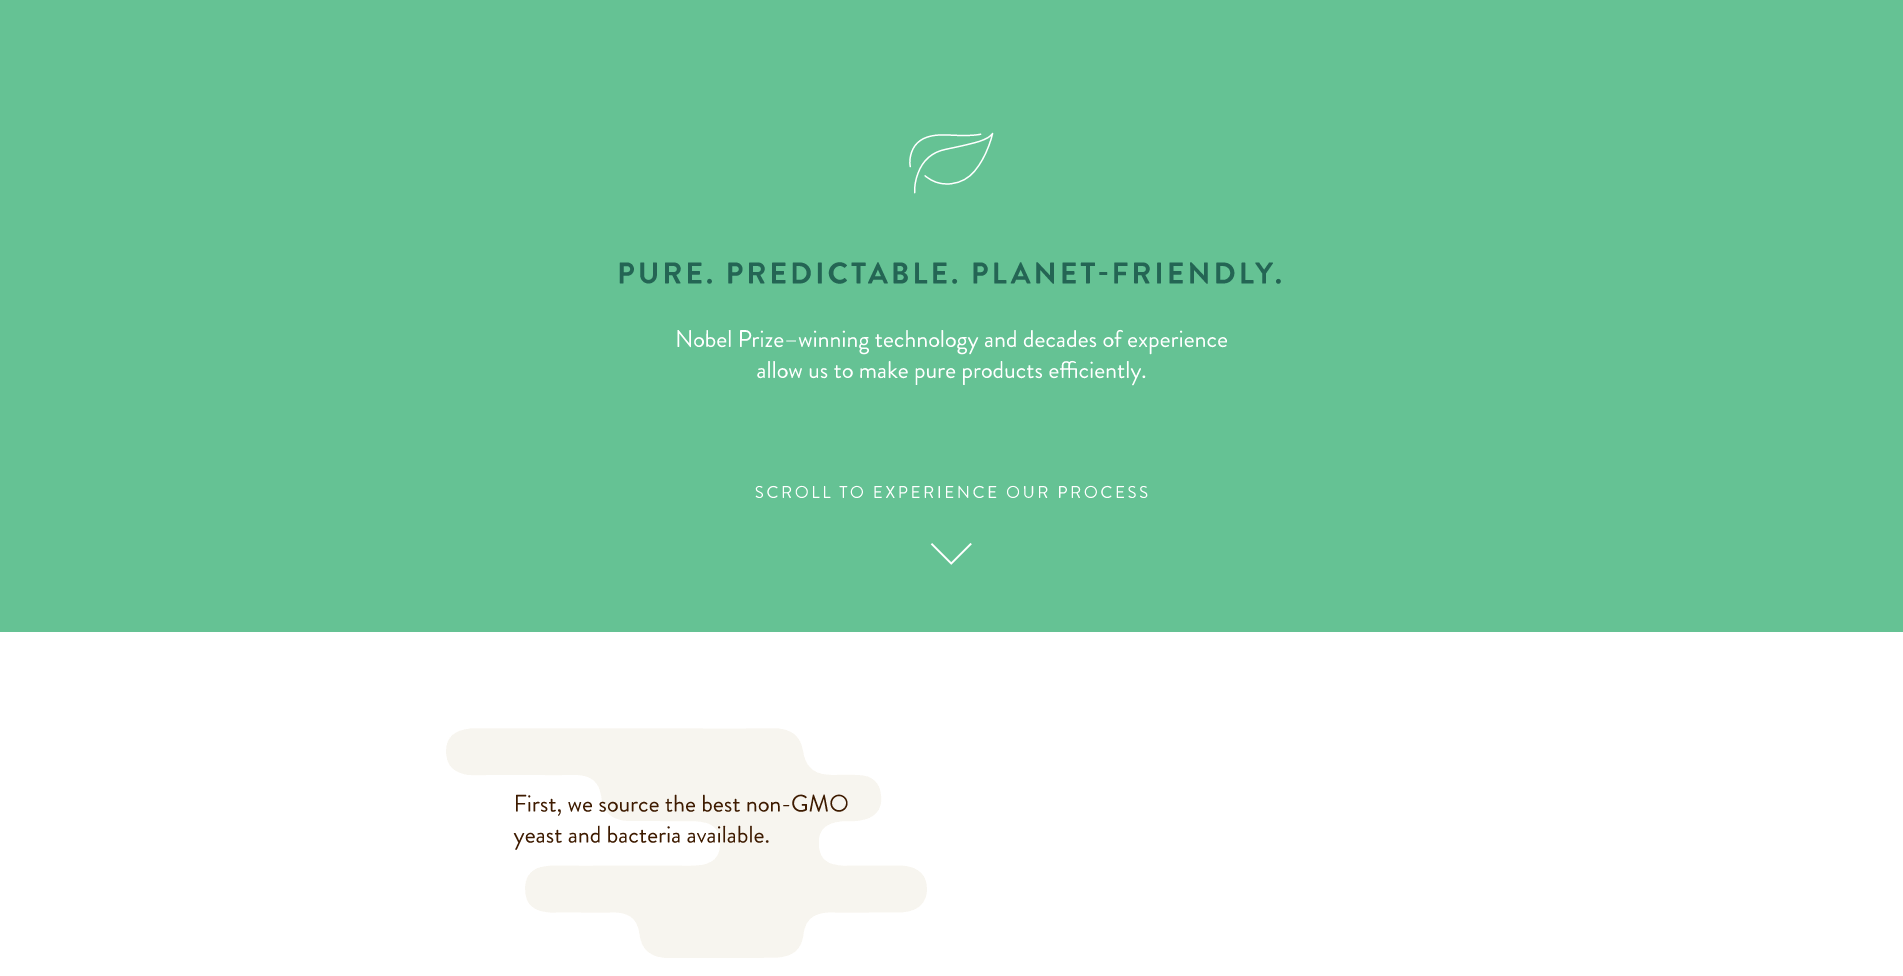 PURE. PREDICTABLE. PLANET-FRIENDLY.
Nobel Prize–winning technology and decades of experience
allow us to make pure products efficiently.
SCROLL TO EXPERIENCE OUR PROCESS
First, we source the best non-GMO
yeast and bacteria available.